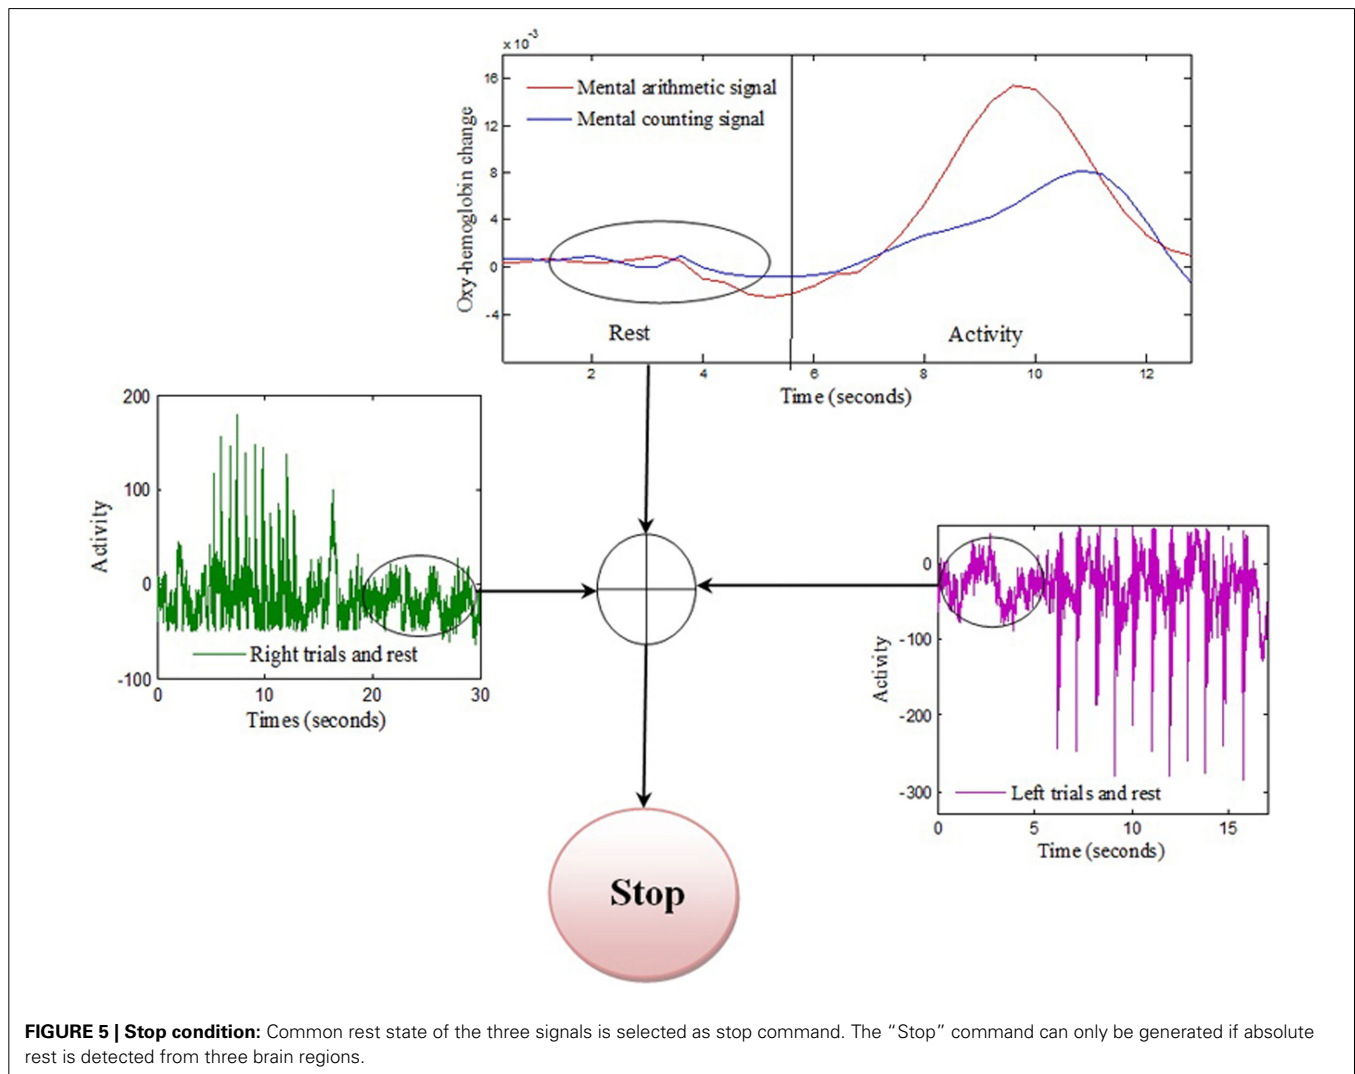 x 10^-3
16
12
8
4
0
-4
Oxy-hemoglobin change
Mental arithmetic signal
Mental counting signal
Rest
Activity
2 4 6 8 10 12
Time (seconds)
200
100
0
-100
Activity
Right trials and rest
0 10 20 30
Times (seconds)
0
-100
-200
-300
Activity
Left trials and rest
0 5 10 15
Time (seconds)
Stop
FIGURE 5 | Stop condition: Common rest state of the three signals is selected as stop command. The “Stop” command can only be generated if absolute
rest is detected from three brain regions.